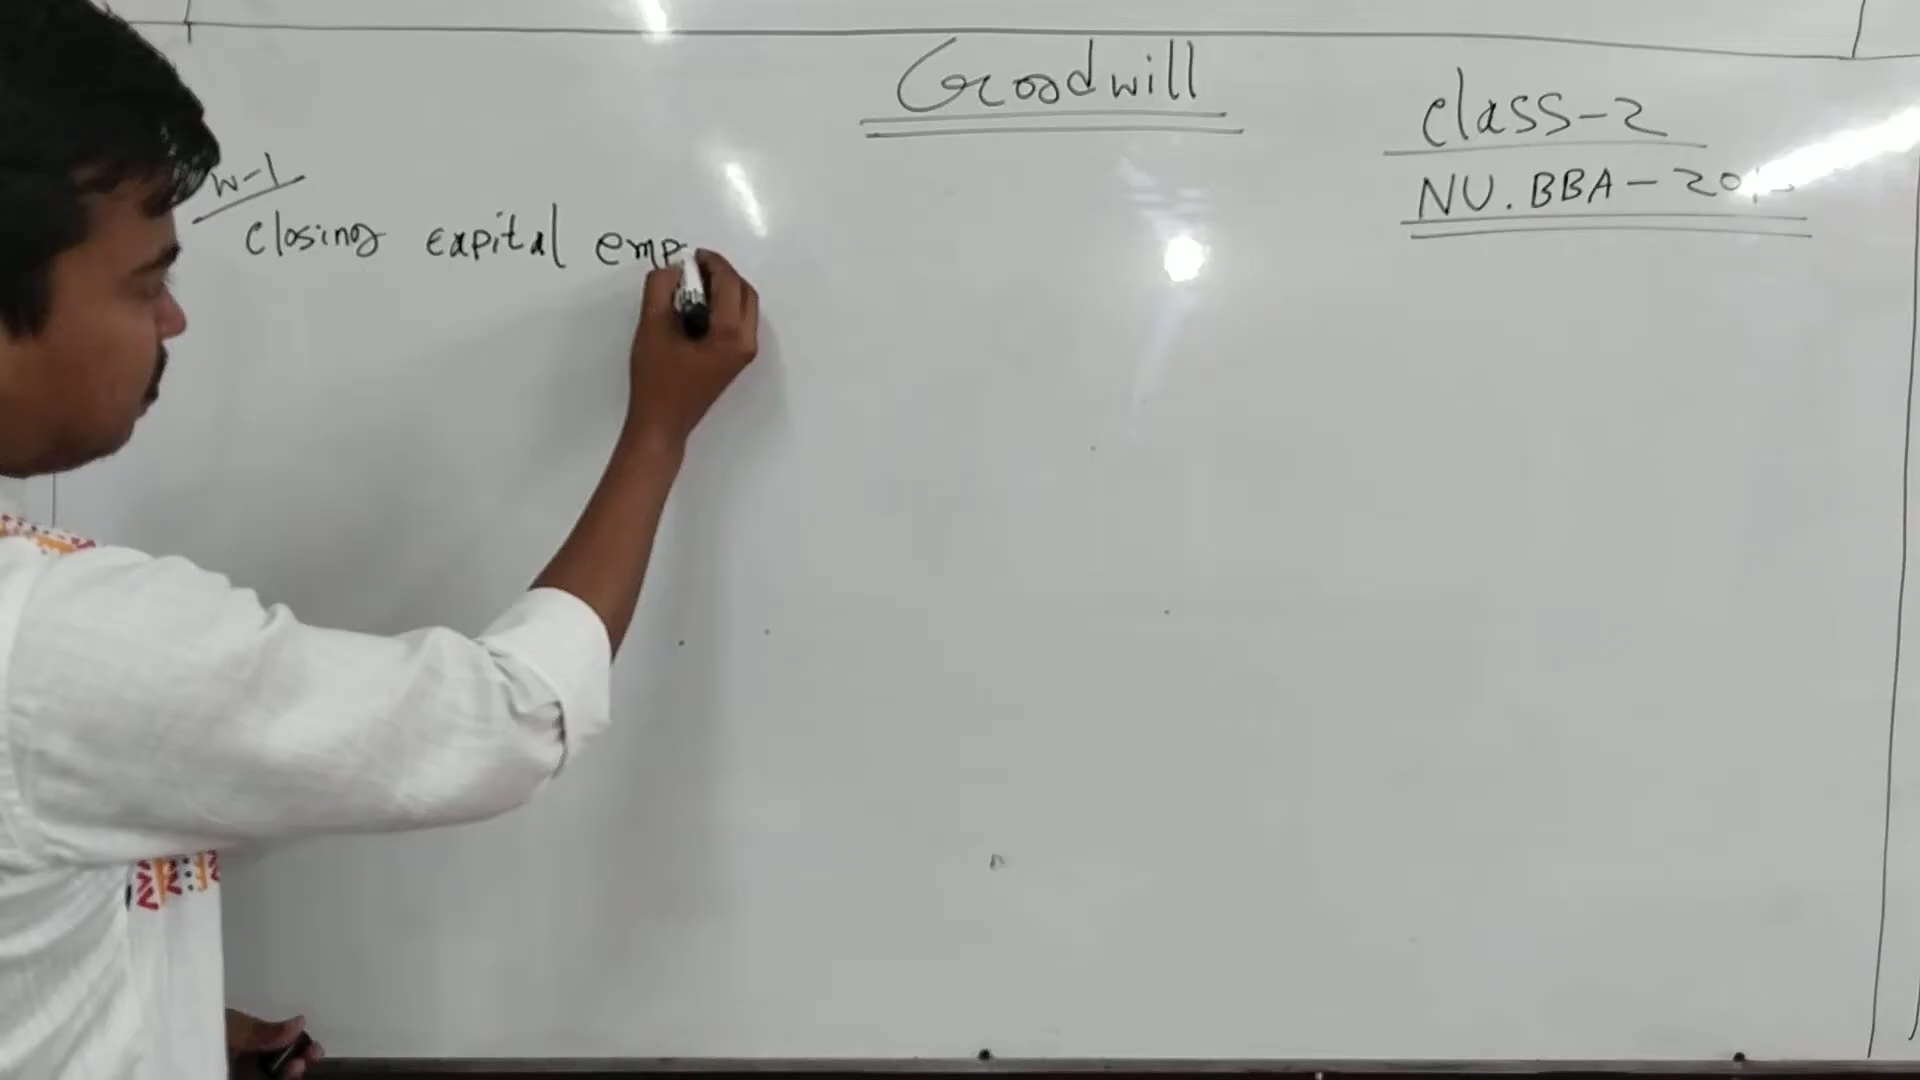 Goodwill
class-2
NU. BBA-
W-1
closing capital emp